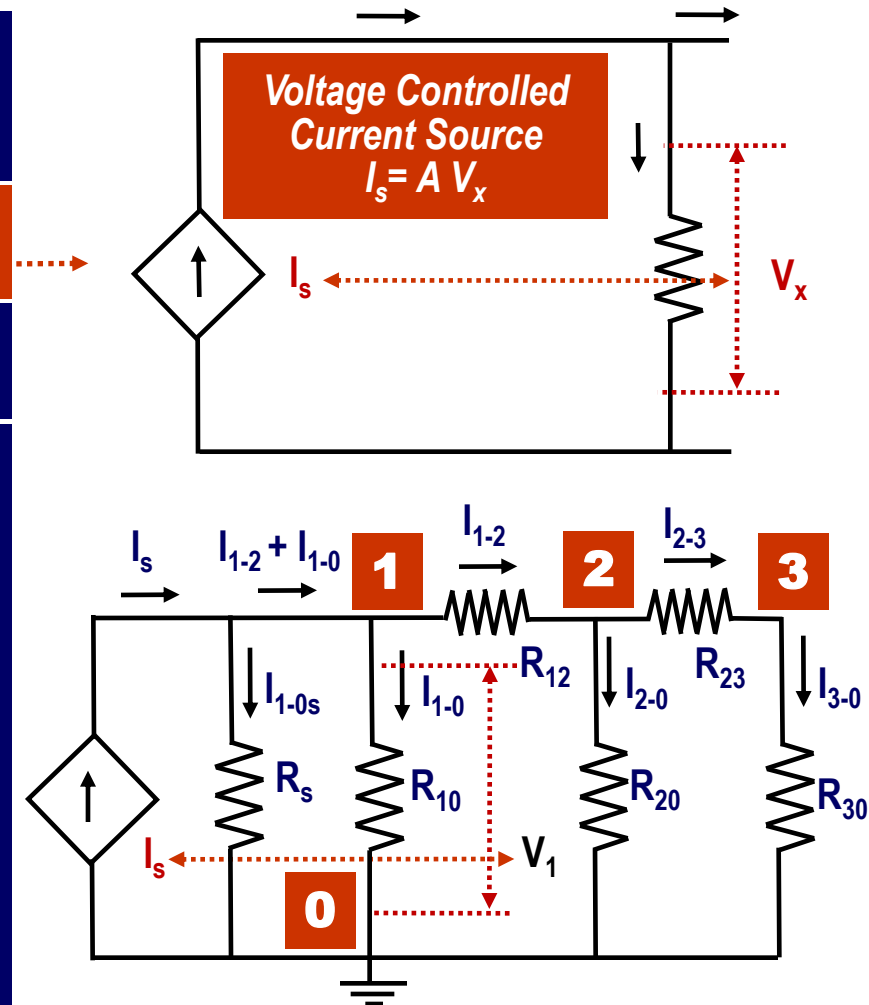 Voltage Controlled
Current Source
Iₛ= A Vₓ
Iₛ
Vₓ
Iₛ
I₁₋₂ + I₁₋₀
1
I₁₋₂
2
I₂₋₃
3
R₁₂
R₂₃
I₁₋₀ₛ
I₁₋₀
I₂₋₀
I₃₋₀
Rₛ
R₁₀
R₂₀
R₃₀
Iₛ
V₁
0